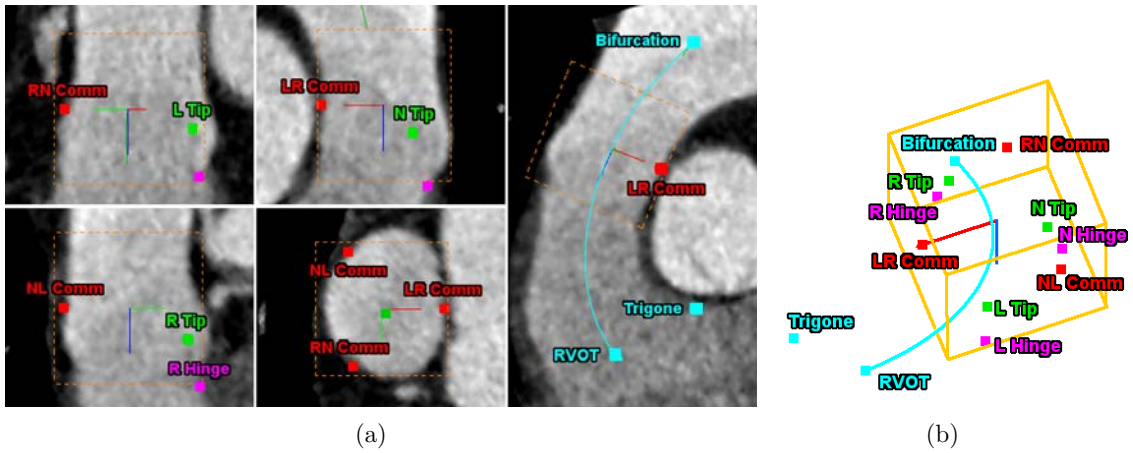 RN Comm
L Tip
LR Comm
N Tip
Bifurcation
LR Comm
Trigone
RVOT
NL Comm
R Tip
R Hinge
NL Comm
LR Comm
RN Comm
Bifurcation
RN Comm
R Tip
R Hinge
N Tip
N Hinge
LR Comm
NL Comm
L Tip
Trigone
L Hinge
RVOT
(a)
(b)